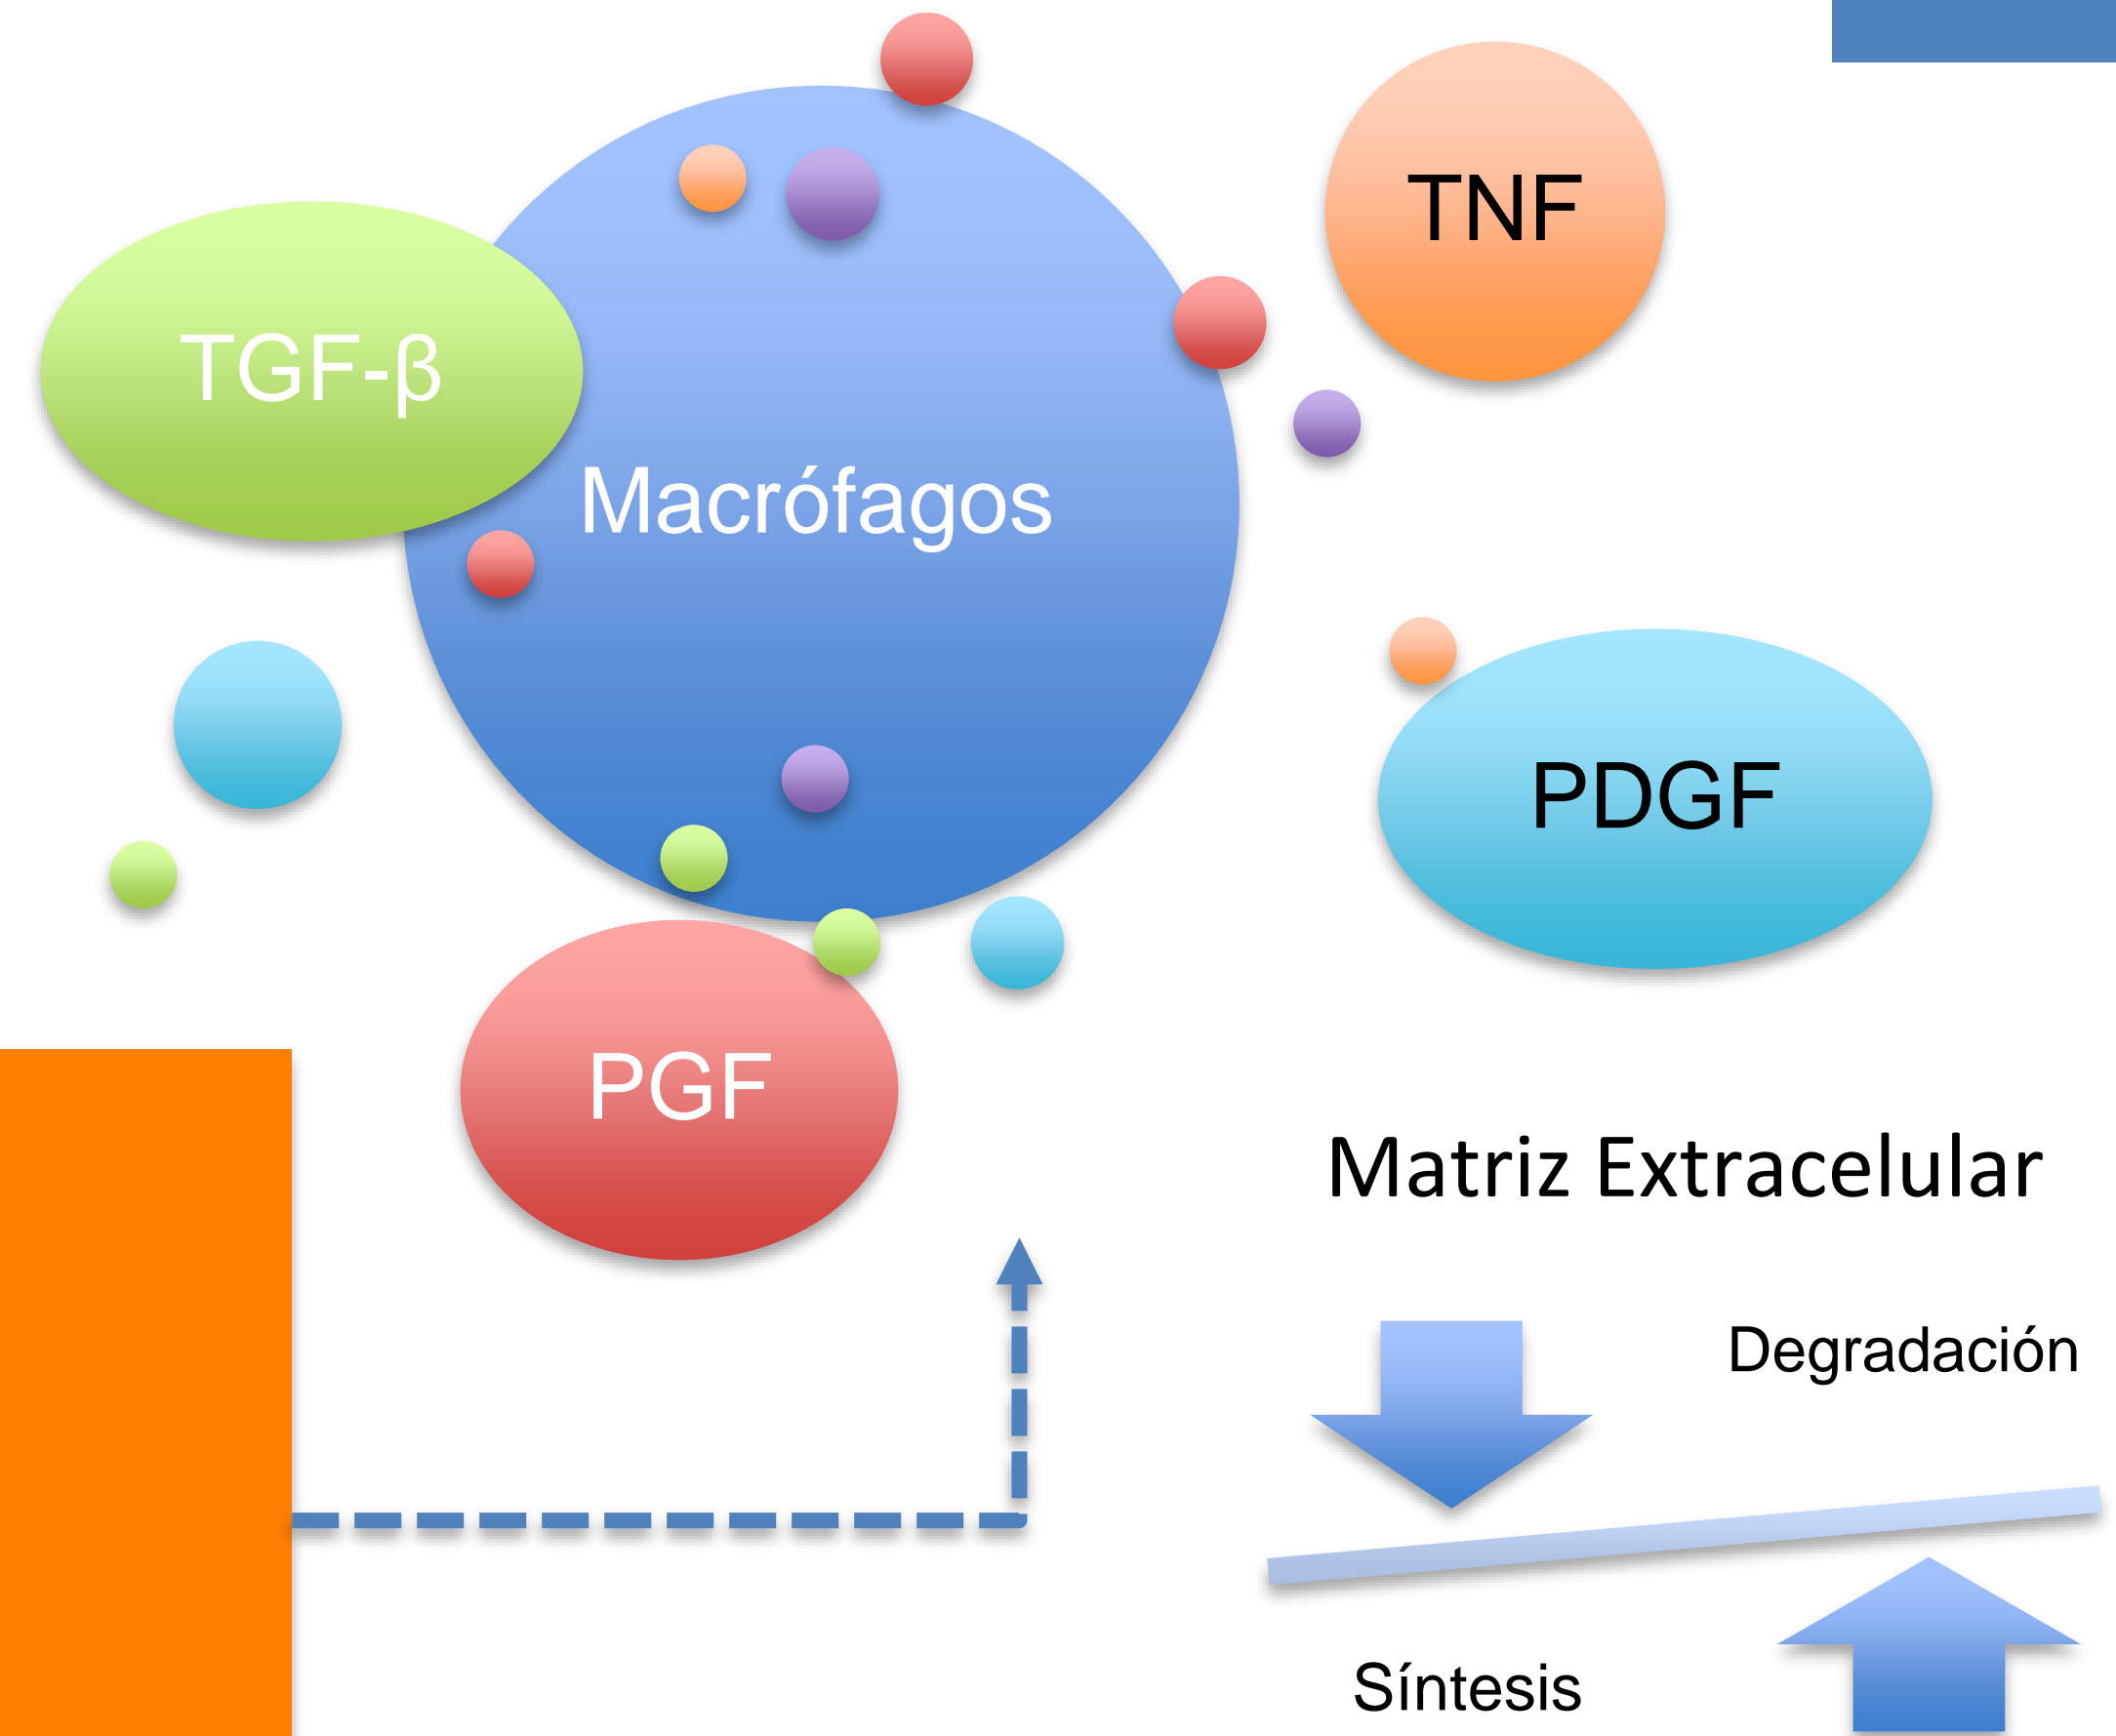 TNF
TGF-β
Macrófagos
PDGF
PGF
Matriz Extracelular
Degradación
Síntesis